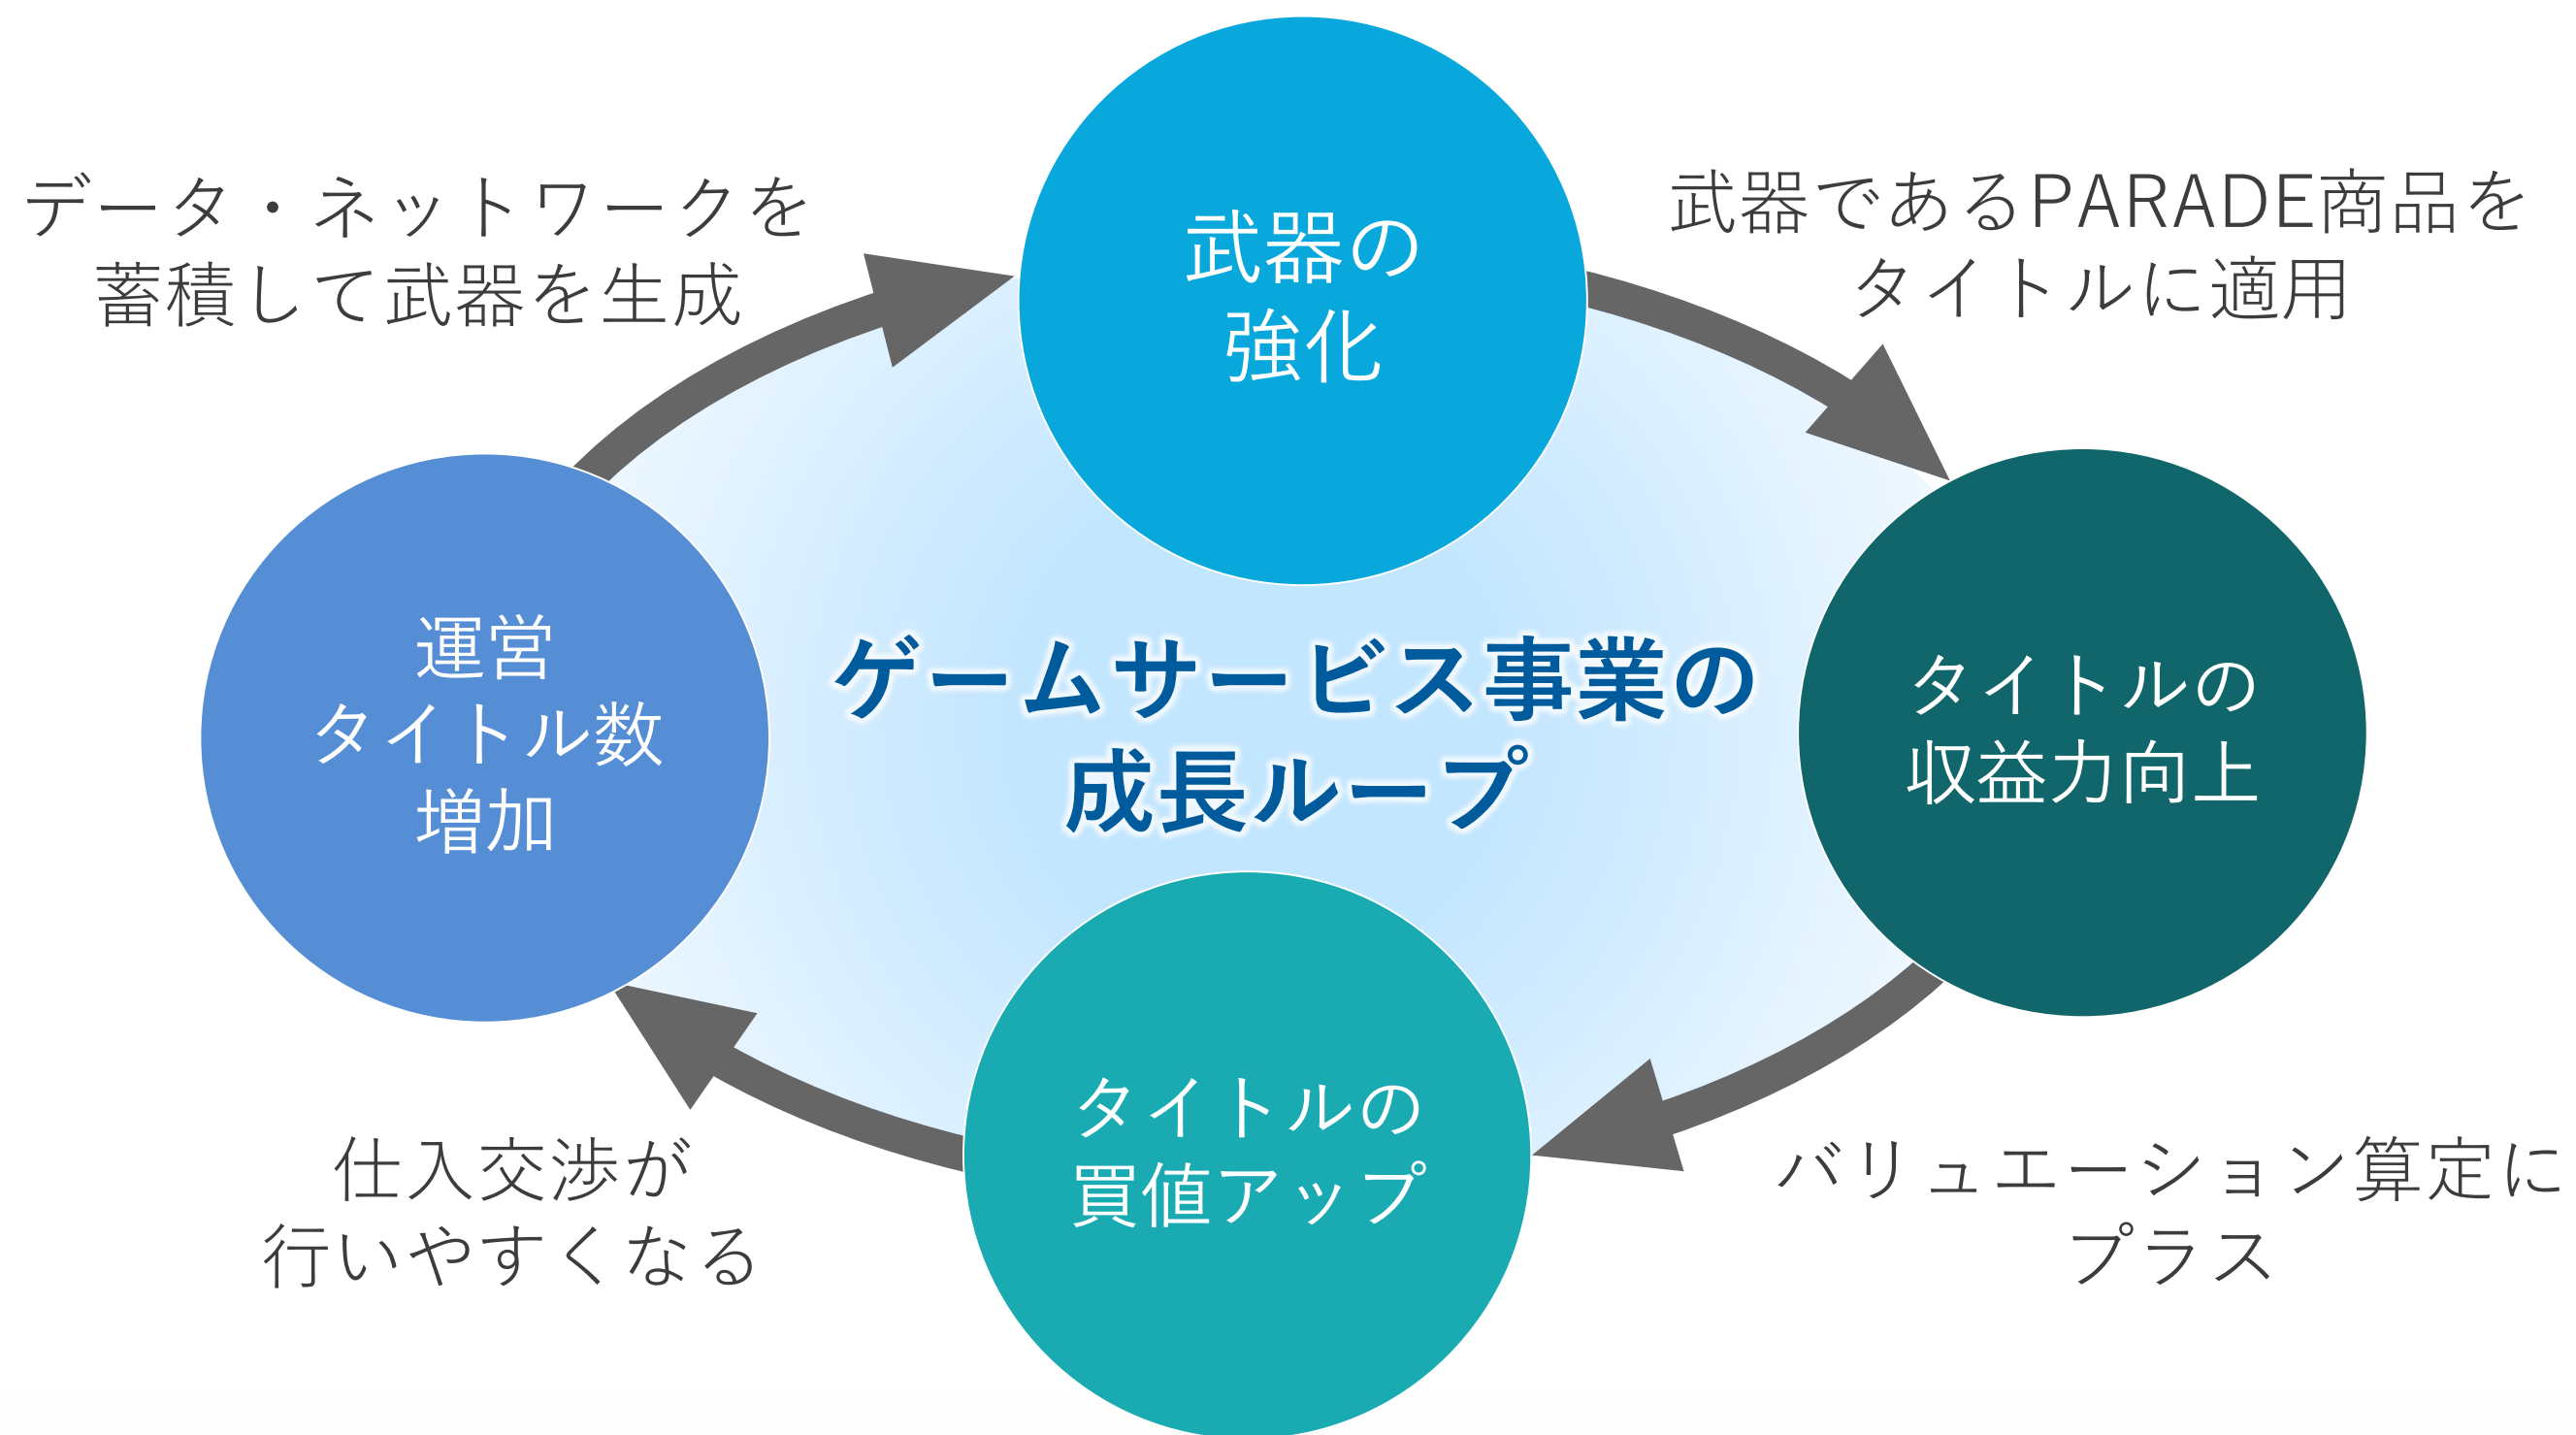 武器の
強化
武器であるPARADE商品を
タイトルに適用
タイトルの
収益力向上
バリュエーション算定に
プラス
タイトルの
買値アップ
仕入交渉が
行いやすくなる
運営
タイトル数
増加
データ・ネットワークを
蓄積して武器を生成
ゲームサービス事業の
成長ループ